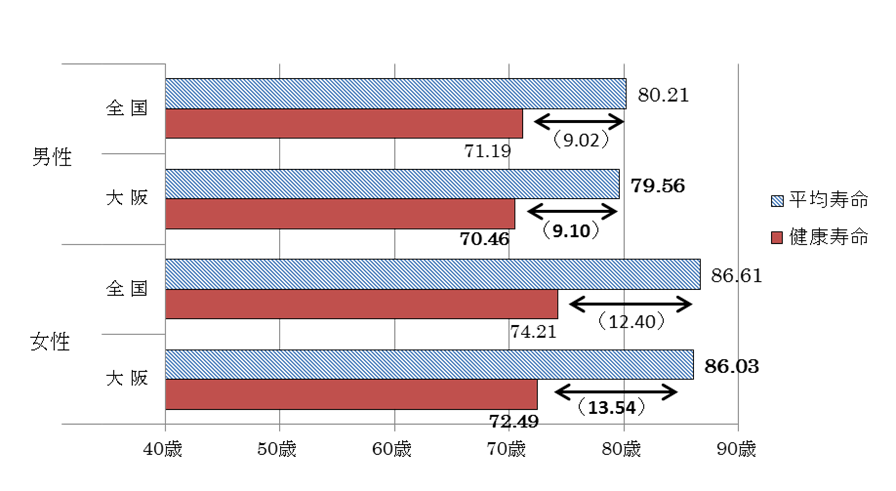 男性
全国
80.21
71.19
（9.02）
大阪
79.56
70.46
（9.10）
女性
全国
86.61
74.21
（12.40）
大阪
86.03
72.49
（13.54）
40歳 50歳 60歳 70歳 80歳 90歳
平均寿命
健康寿命